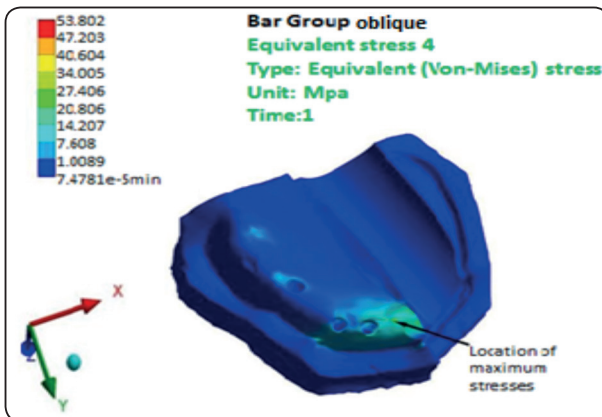 53.802
47.203
40.604
34.005
27.406
20.806
14.207
7.608
1.0089
7.4781e-5min
Bar Group oblique
Equivalent stress 4
Type: Equivalent (Von-Mises) stress
Unit: Mpa
Time:1
X
Z
Y
Location of
maximum
stresses